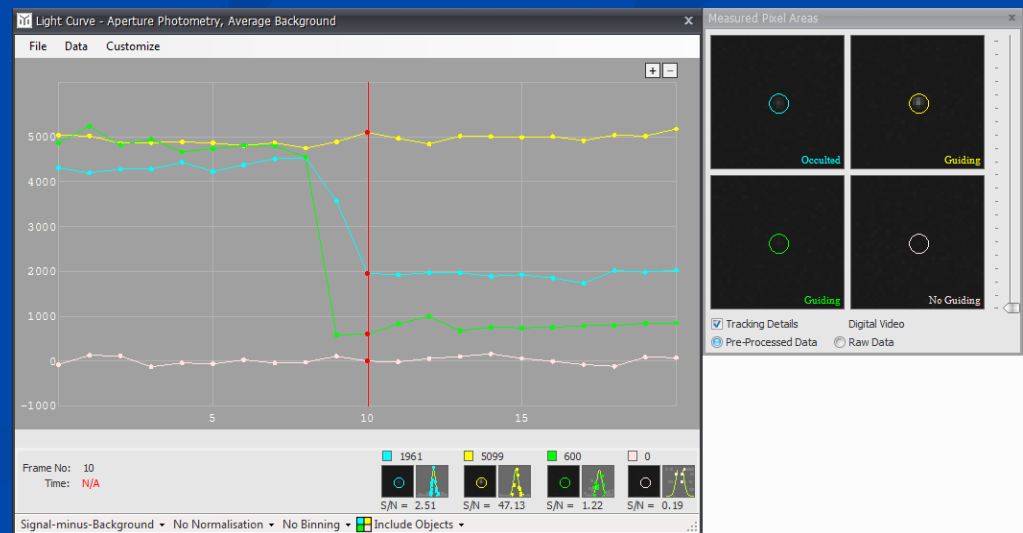 Light Curve - Aperture Photometry, Average Background x
File Data Customize
+ −
5000
4000
3000
2000
1000
0
-1000
5 10 15
Frame No: 10
Time: N/A
1961 5099 600 0
S/N = 2.51 S/N = 47.13 S/N = 1.22 S/N = 0.19
Signal-minus-Background No Normalisation No Binning Include Objects
Measured Pixel Areas x
Occulted Guiding
Guiding No Guiding
Tracking Details Digital Video
Pre-Processed Data Raw Data